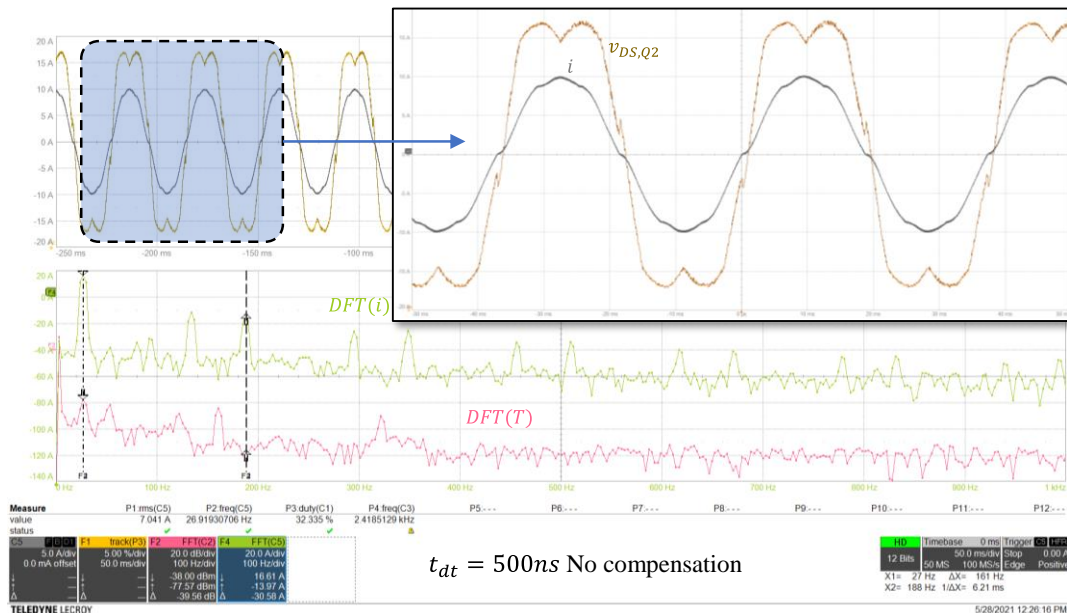 20 A
15 A
10 A
5 A
0 A
-5 A
-10 A
-15 A
-20 A
-250 ms
-200 ms
-150 ms
-100 ms
v_{DS,Q2}
i
20 A
0 A
-40 A
-60 A
-80 A
-100 A
-120 A
-140 A
DFT(i)
DFT(T)
0 Hz
100 Hz
200 Hz
300 Hz
400 Hz
500 Hz
600 Hz
700 Hz
800 Hz
900 Hz
1 kHz
Measure P1:rms(C5) P2:freq(C5) P3:duty(C1) P4:freq(C2) P5:- - - P6:- - - P7:- - - P8:- - - P9:- - - P10:- - - P11:- - - P12:- - -
value 7.041 A 26.91930706 Hz 32.335 % 2.4185129 kHz
status
C5
5.0 A/div
0.0 mA offset
F1 track(P3)
5.00 %/div
50.0 ms/div
F2 FFT(C2)
20.0 dB/div
100 Hz/div
-38.00 dBm
-77.57 dBm
Δ -39.56 dB
F4 FFT(C5)
20.0 A/div
100 Hz/div
16.61 A
-13.97 A
-30.58 A
t_{dt} = 500ns No compensation
HD
12 Bits
Timebase 0 ms
50.0 ms/div
50 MS 100 MS/s
Trigger C5 HFR
Stop 0.00 A
Edge Positive
X1= 27 Hz ΔX= 161 Hz
X2= 188 Hz 1/ΔX= 6.21 ms
TELEDYNE LECROY
5/28/2021 12:26:16 PM